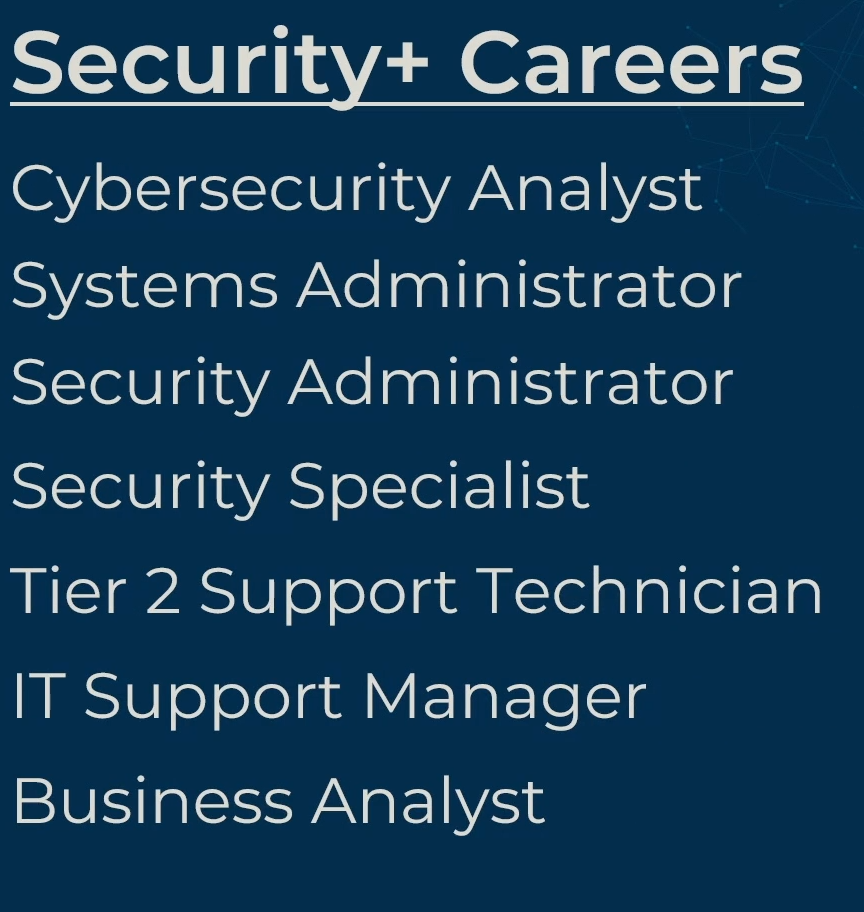 Security+ Careers
Cybersecurity Analyst
Systems Administrator
Security Administrator
Security Specialist
Tier 2 Support Technician
IT Support Manager
Business Analyst